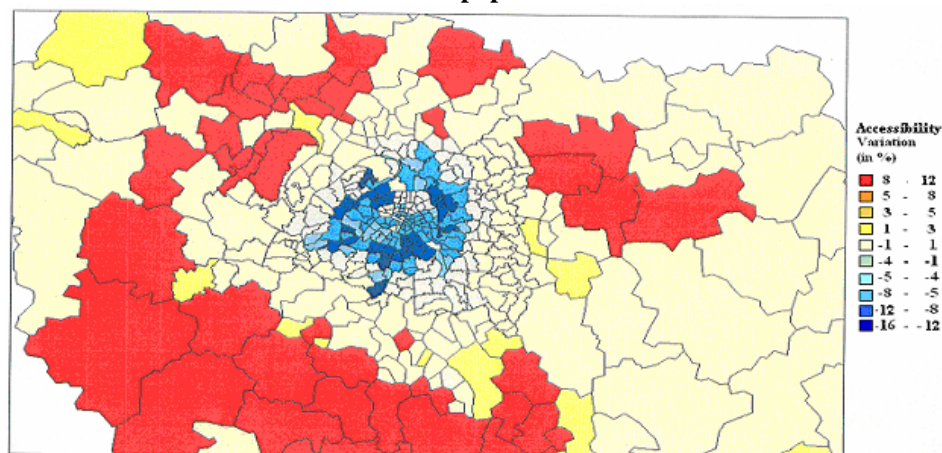 Accessibility
Variation
(in %)
8 - 12
5 - 8
3 - 5
1 - 3
-1 - 1
-4 - -1
-5 - -4
-8 - -5
-12 - -8
-16 - -12